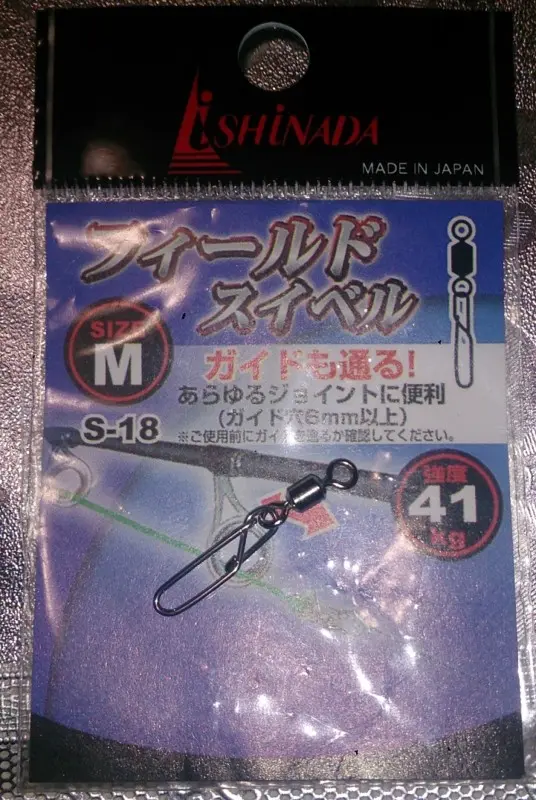 iSHiNADA
MADE IN JAPAN
フィールド
スイベル
SIZE
M
ガイドも通る!
あらゆるジョイントに便利
(ガイド穴6mm以上)
※ご使用前にガイドを通るか確認してください。
S-18
強度
41
kg